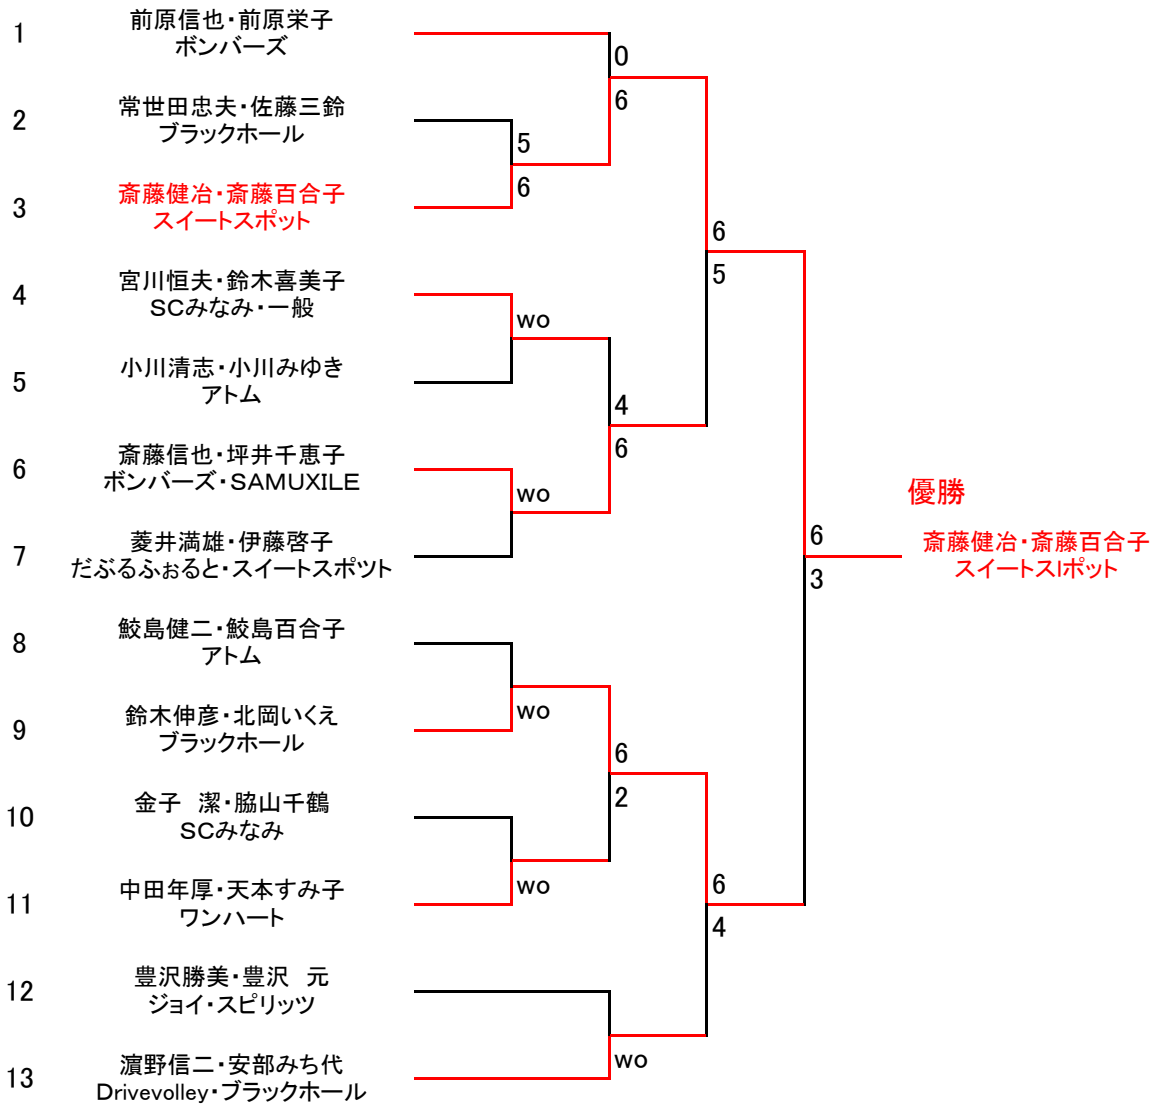 1
前原信也・前原栄子
ボンバーズ
0
6
2
常世田忠夫・佐藤三鈴
ブラックホール
5
6
3
斎藤健冶・斎藤百合子
スイートスポット
6
5
4
宮川恒夫・鈴木喜美子
SCみなみ・一般
wo
5
小川清志・小川みゆき
アトム
4
6
6
斎藤信也・坪井千恵子
ボンバーズ・SAMUXILE
wo
7
菱井満雄・伊藤啓子
だぶるふぉると・スイートスポツト
優勝
6
3
斎藤健冶・斎藤百合子
スイートスlポット
8
鮫島健二・鮫島百合子
アトム
9
鈴木伸彦・北岡いくえ
ブラックホール
wo
6
2
10
金子　潔・脇山千鶴
SCみなみ
11
中田年厚・天本すみ子
ワンハート
wo
6
4
12
豊沢勝美・豊沢　元
ジョイ・スピリッツ
13
濵野信二・安部みち代
Drivevolley・ブラックホール
wo